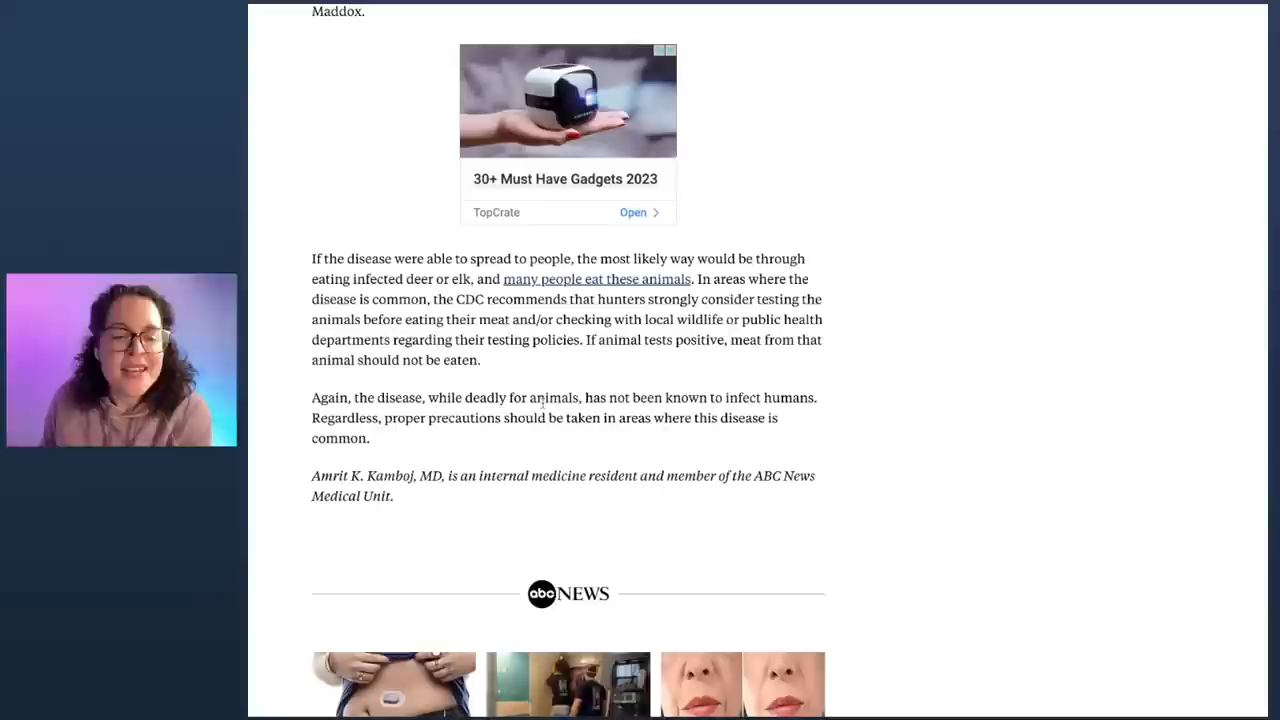 Maddox.
30+ Must Have Gadgets 2023
TopCrate
Open
If the disease were able to spread to people, the most likely way would be through
eating infected deer or elk, and many people eat these animals. In areas where the
disease is common, the CDC recommends that hunters strongly consider testing the
animals before eating their meat and/or checking with local wildlife or public health
departments regarding their testing policies. If animal tests positive, meat from that
animal should not be eaten.
Again, the disease, while deadly for animals, has not been known to infect humans.
Regardless, proper precautions should be taken in areas where this disease is
common.
Amrit K. Kamboj, MD, is an internal medicine resident and member of the ABC News
Medical Unit.
abc NEWS